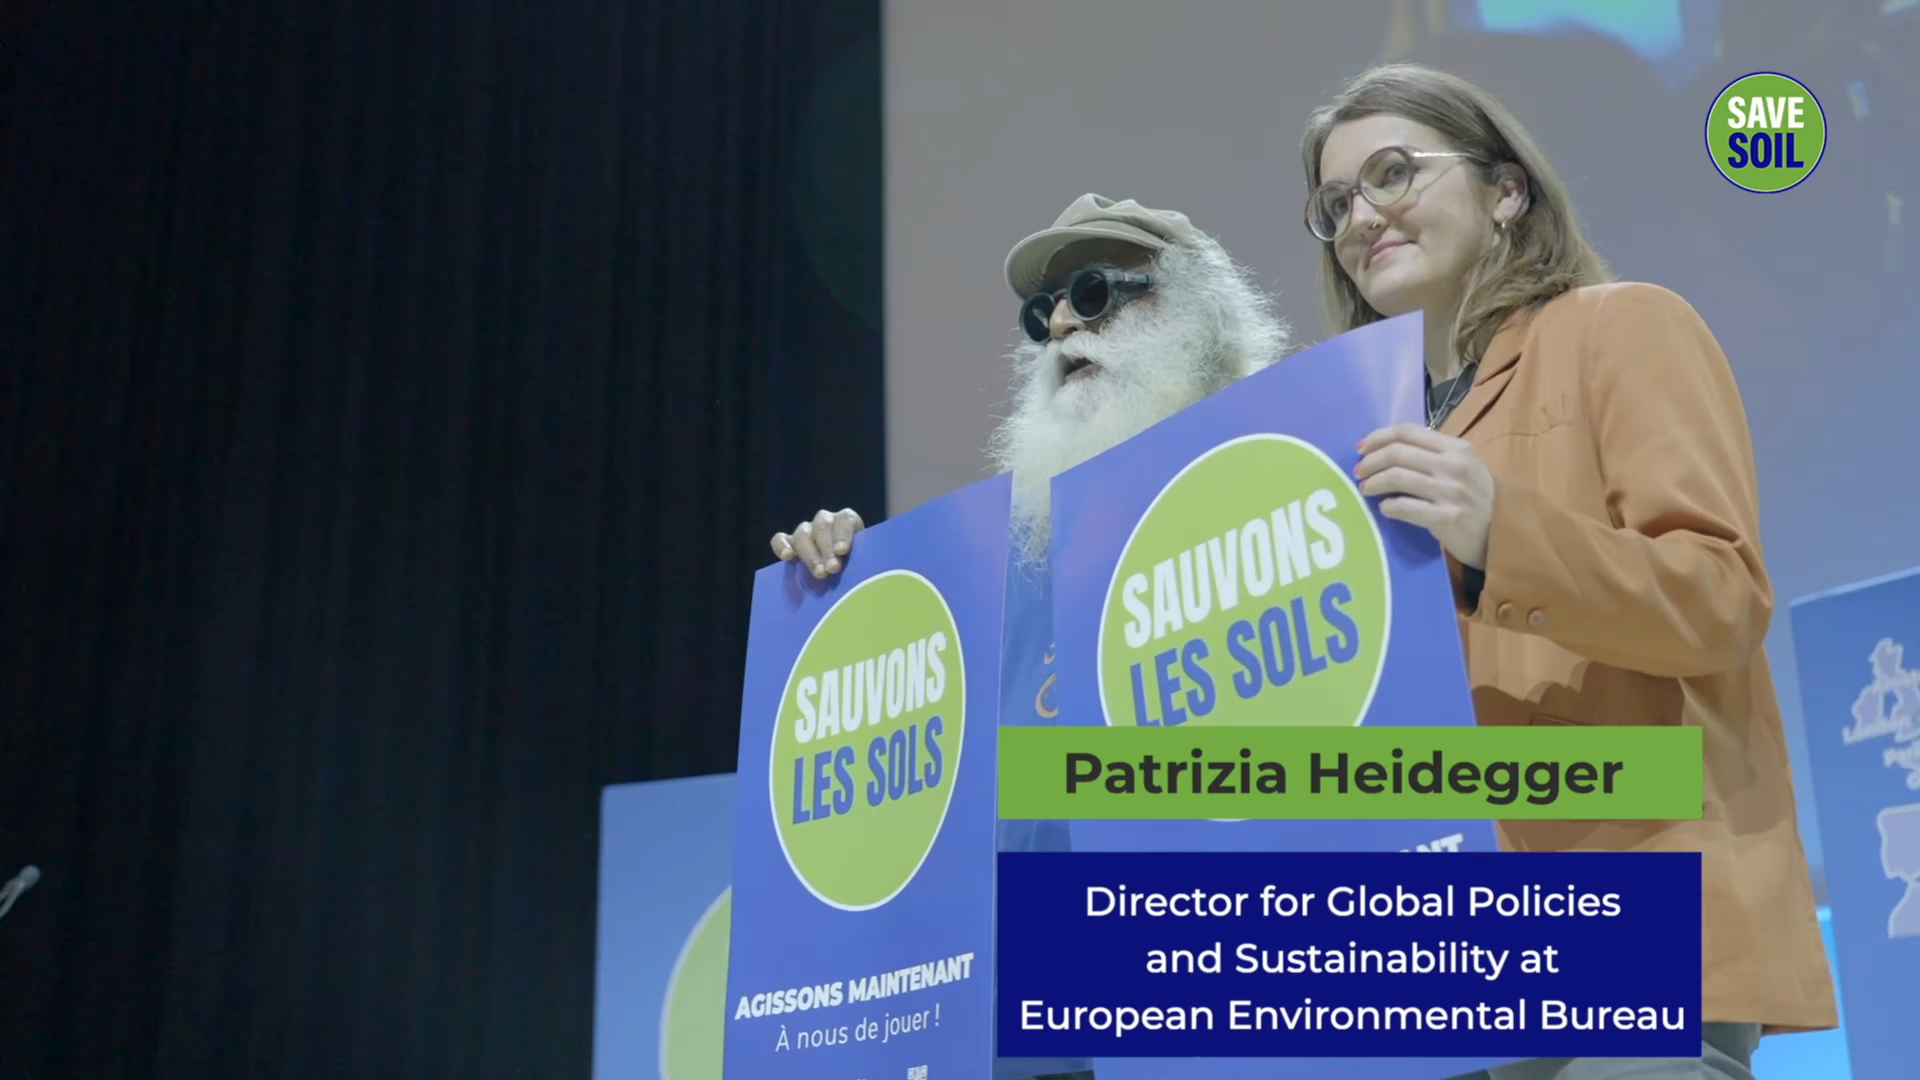 SAVE
SOIL
SAUVONS
LES SOLS
SAUVONS
LES SOLS
AGISSONS MAINTENANT
À nous de jouer !
Patrizia Heidegger
Director for Global Policies
and Sustainability at
European Environmental Bureau